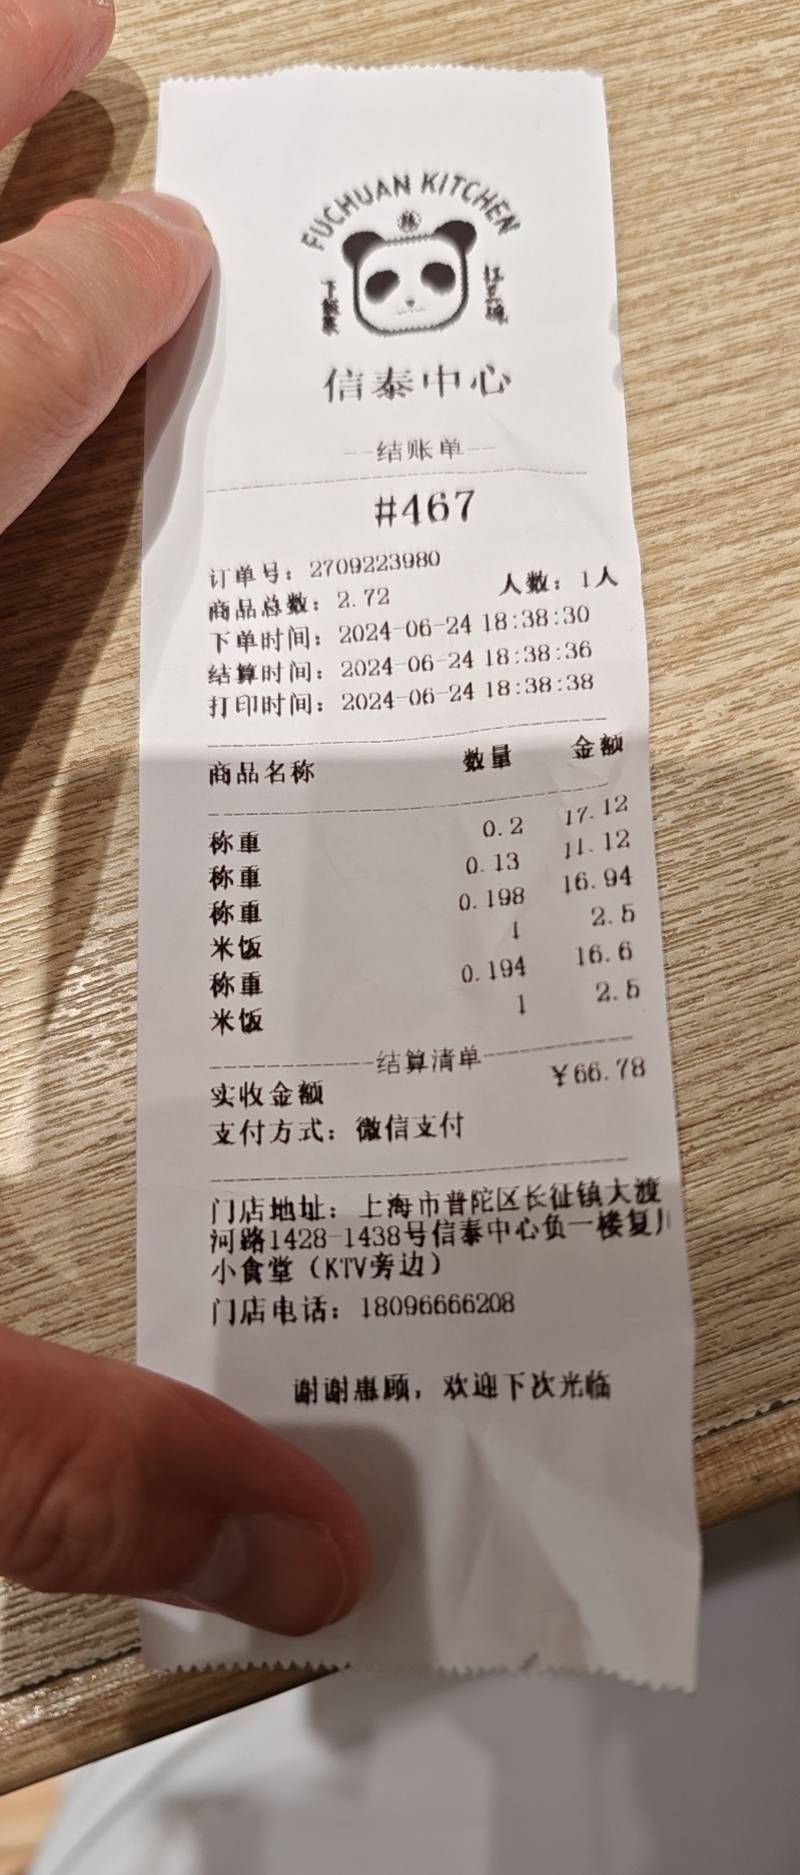 FUCHUAN KITCHEN
信泰中心
--结账单--
#467
订单号：2709223980
商品总数：2.72 人数：1人
下单时间：2024-06-24 18:38:30
结算时间：2024-06-24 18:38:36
打印时间：2024-06-24 18:38:38
商品名称 数量 金额
称重 0.2 17.12
称重 0.13 11.12
称重 0.198 16.94
米饭 1 2.5
称重 0.194 16.6
米饭 1 2.5
结算清单
实收金额 ¥66.78
支付方式：微信支付
门店地址：上海市普陀区长征镇大渡
河路1428-1438号信泰中心负一楼复川
小食堂（KTV旁边）
门店电话：18096666208
谢谢惠顾，欢迎下次光临